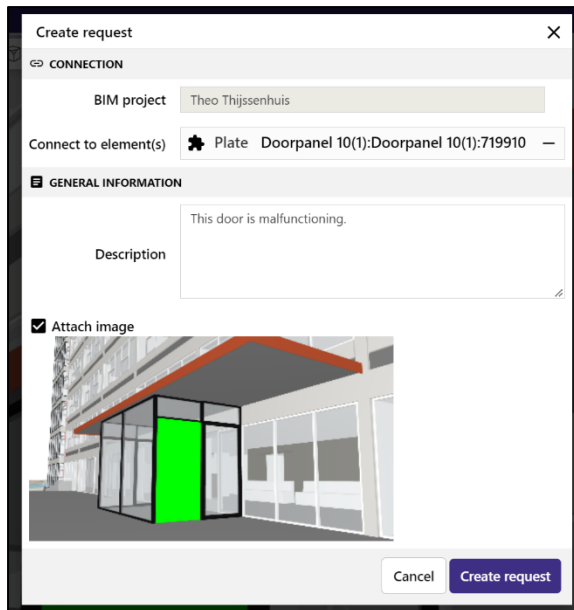 Create request
CONNECTION
BIM project Theo Thijssenhuis
Connect to element(s) Plate Doorpanel 10(1):Doorpanel 10(1):719910
GENERAL INFORMATION
This door is malfunctioning.
Description
Attach image
Cancel Create request